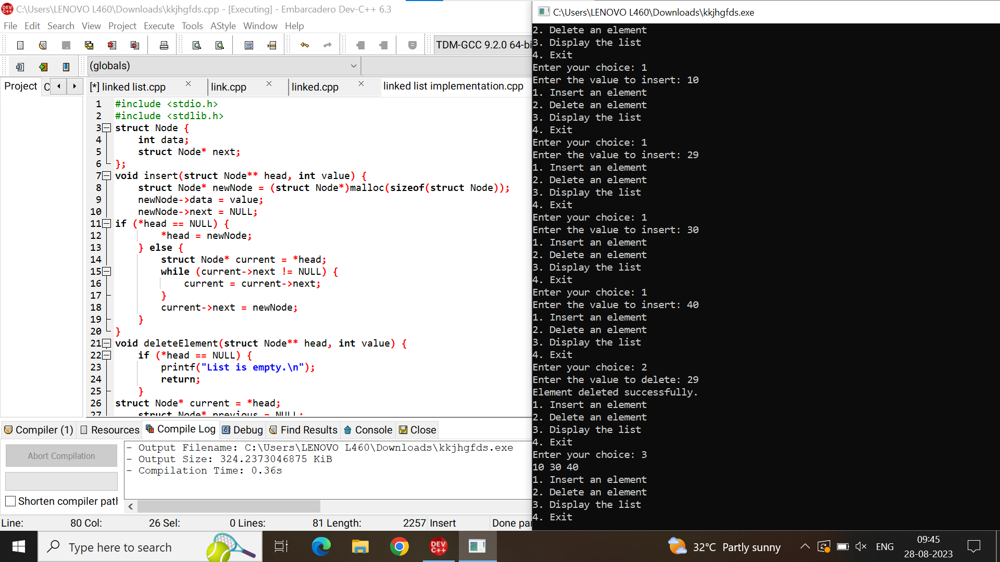 C:\Users\LENOVO L460\Downloads\kkjhgfds.cpp - [Executing] - Embarcadero Dev-C++ 6.3
File Edit Search View Project Execute Tools AStyle Window Help
TDM-GCC 9.2.0 64-bi
(globals)
Project C
[*] linked list.cpp
link.cpp
linked.cpp
linked list implementation.cpp
1 #include <stdio.h>
2 #include <stdlib.h>
3 struct Node {
4 int data;
5 struct Node* next;
6 };
7 void insert(struct Node** head, int value) {
8 struct Node* newNode = (struct Node*)malloc(sizeof(struct Node));
9 newNode->data = value;
10 newNode->next = NULL;
11 if (*head == NULL) {
12 *head = newNode;
13 } else {
14 struct Node* current = *head;
15 while (current->next != NULL) {
16 current = current->next;
17 }
18 current->next = newNode;
19 }
20 }
21 void deleteElement(struct Node** head, int value) {
22 if (*head == NULL) {
23 printf("List is empty.\n");
24 return;
25 }
26 struct Node* current = *head;
27 struct Node* previous = NULL;
Compiler (1) Resources Compile Log Debug Find Results Console Close
Abort Compilation
Shorten compiler path
- Output Filename: C:\Users\LENOVO L460\Downloads\kkjhgfds.exe
- Output Size: 324.2373046875 KiB
- Compilation Time: 0.36s
Line: 80 Col: 26 Sel: 0 Lines: 81 Length: 2257 Insert Done pa
C:\Users\LENOVO L460\Downloads\kkjhgfds.exe
2. Delete an element
3. Display the list
4. Exit
Enter your choice: 1
Enter the value to insert: 10
1. Insert an element
2. Delete an element
3. Display the list
4. Exit
Enter your choice: 1
Enter the value to insert: 29
1. Insert an element
2. Delete an element
3. Display the list
4. Exit
Enter your choice: 1
Enter the value to insert: 30
1. Insert an element
2. Delete an element
3. Display the list
4. Exit
Enter your choice: 1
Enter the value to insert: 40
1. Insert an element
2. Delete an element
3. Display the list
4. Exit
Enter your choice: 2
Enter the value to delete: 29
Element deleted successfully.
1. Insert an element
2. Delete an element
3. Display the list
4. Exit
Enter your choice: 3
10 30 40
1. Insert an element
2. Delete an element
3. Display the list
4. Exit
Type here to search
DEV C++
32°C Partly sunny
ENG
09:45
28-08-2023